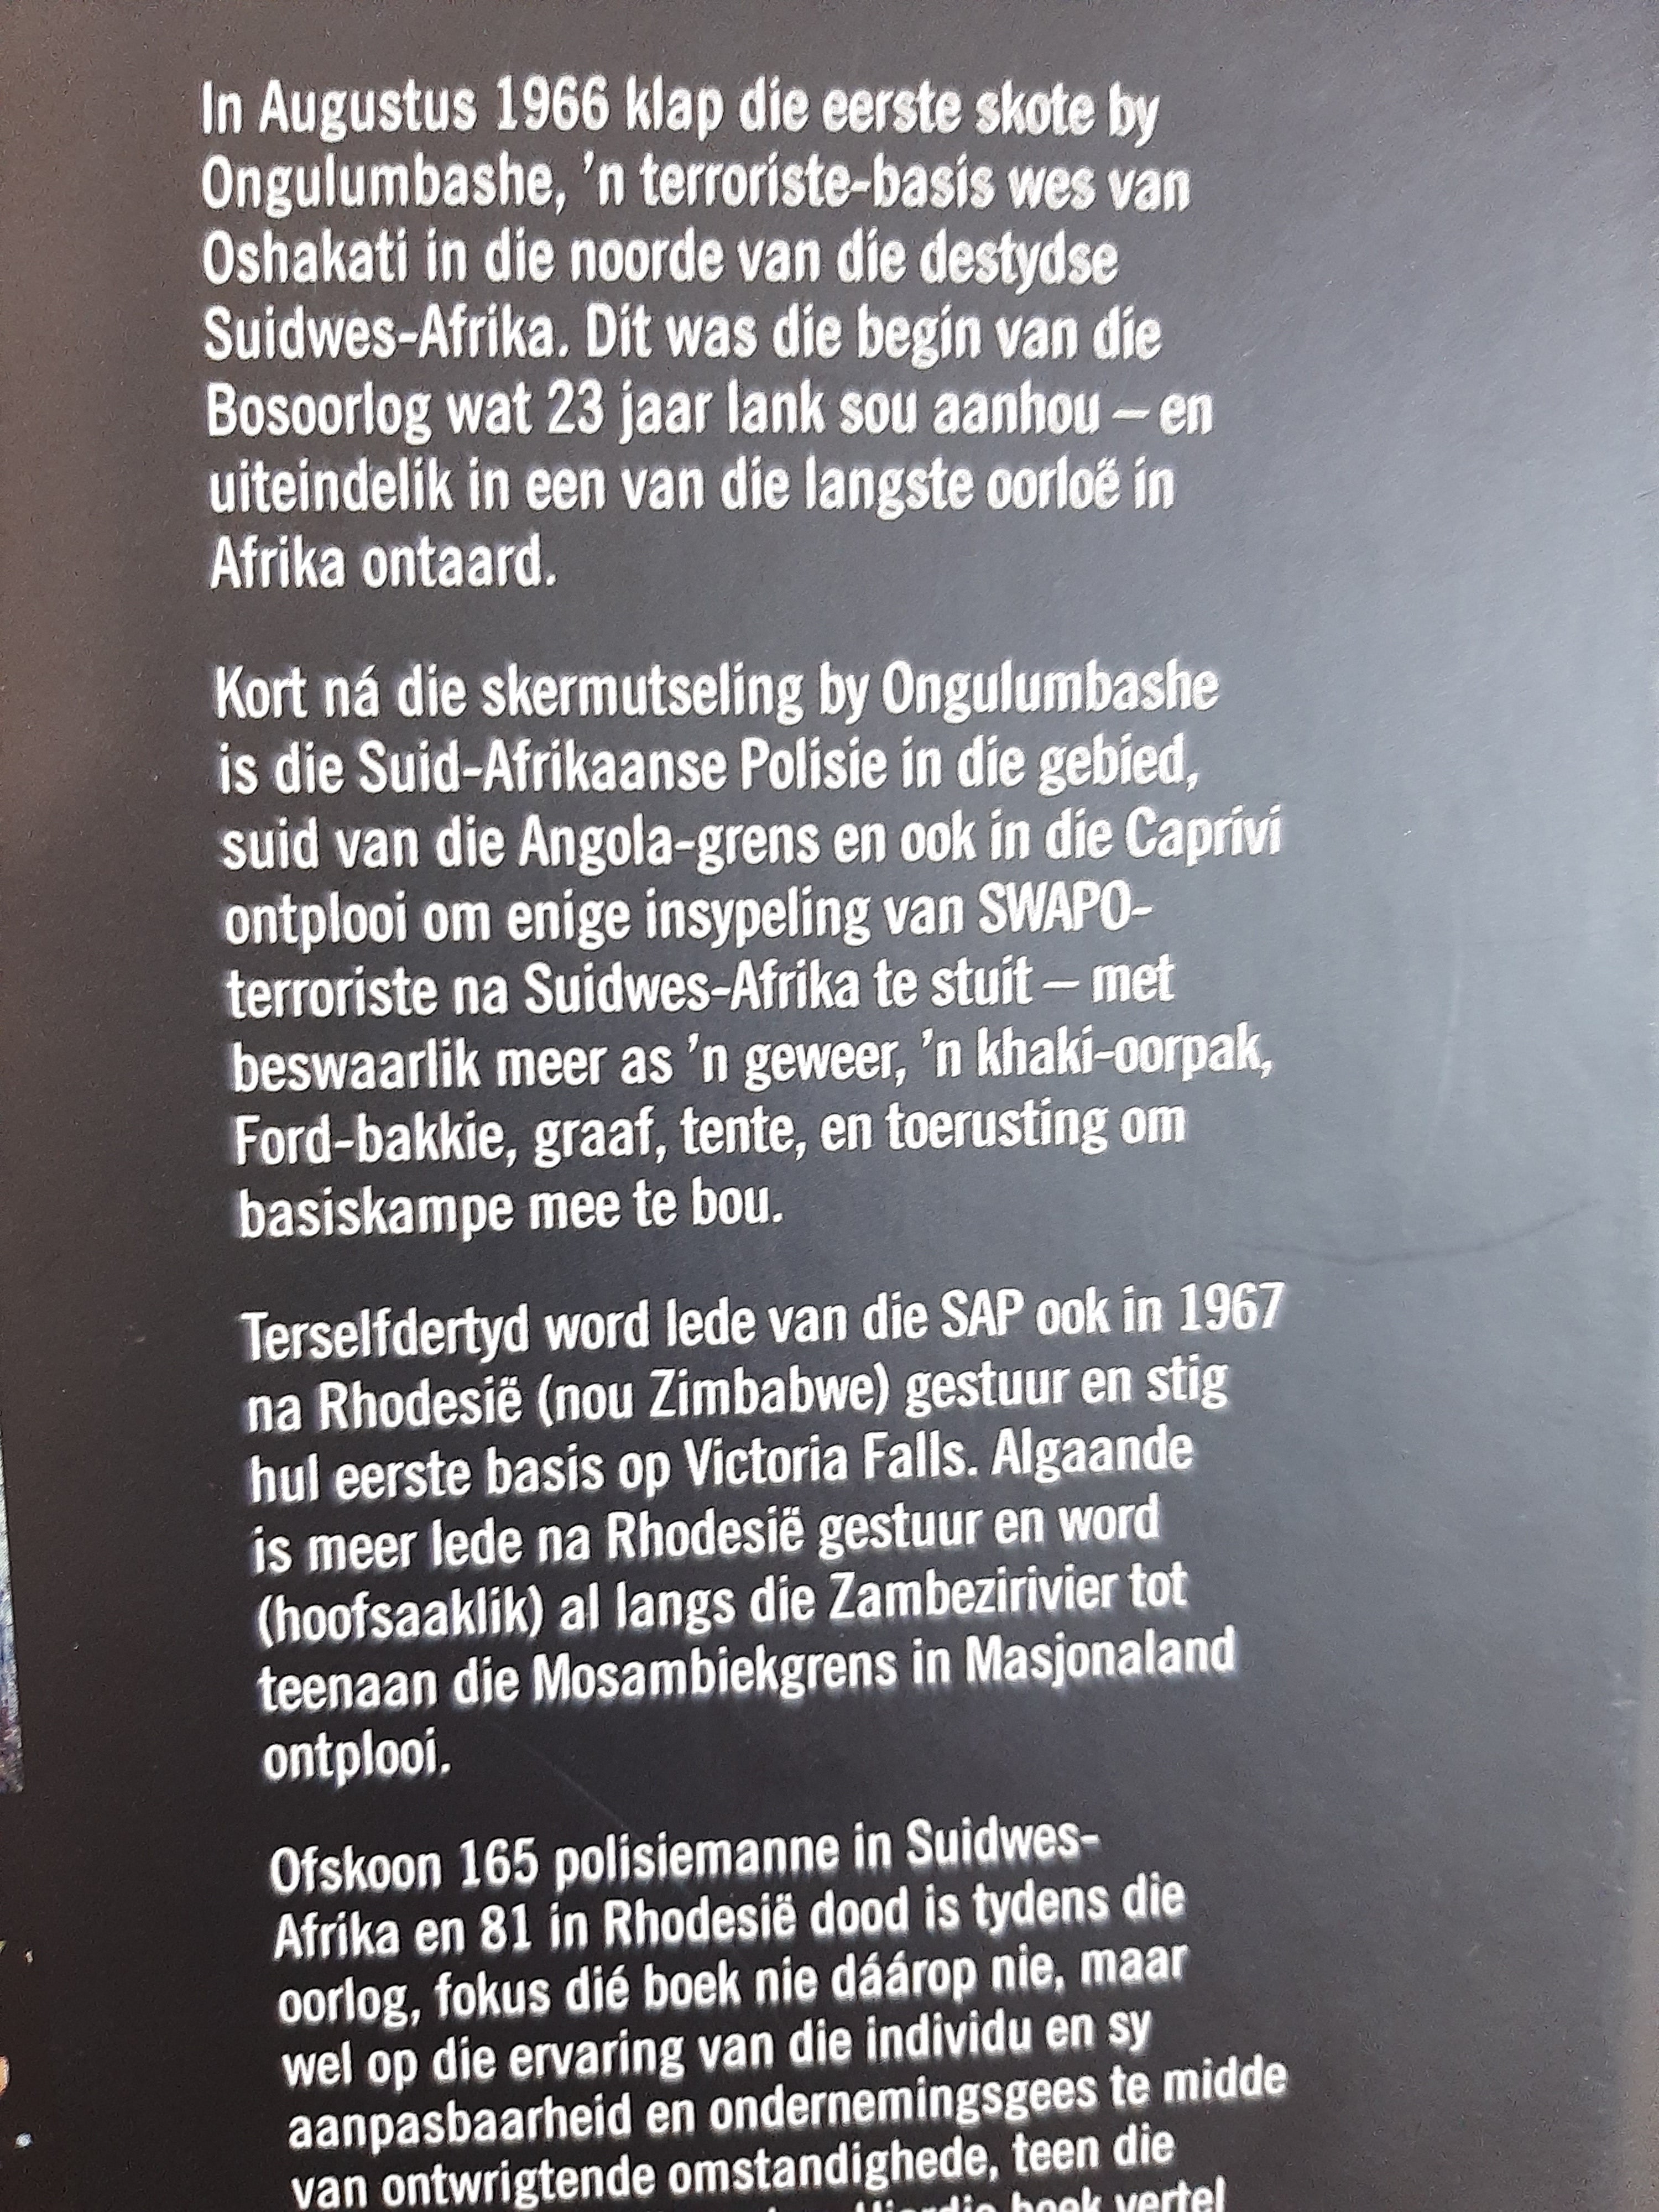 In Augustus 1966 klap die eerste skote by
Ongulumbashe, 'n terroriste-basis wes van
Oshakati in die noorde van die destydse
Suidwes-Afrika. Dit was die begin van die
Bosoorlog wat 23 jaar lank sou aanhou – en
uiteindelik in een van die langste oorloë in
Afrika ontaard.

Kort ná die skermutseling by Ongulumbashe
is die Suid-Afrikaanse Polisie in die gebied,
suid van die Angola-grens en ook in die Caprivi
ontplooi om enige insypeling van SWAPO-
terroriste na Suidwes-Afrika te stuit – met
beswaarlik meer as 'n geweer, 'n khaki-oorpak,
Ford-bakkie, graaf, tente, en toerusting om
basiskampe mee te bou.

Terselfdertyd word lede van die SAP ook in 1967
na Rhodesië (nou Zimbabwe) gestuur en stig
hul eerste basis op Victoria Falls. Algaande
is meer lede na Rhodesië gestuur en word
(hoofsaaklik) al langs die Zambezirivier tot
teenaan die Mosambiekgrens in Masjonaland
ontplooi.

Ofskoon 165 polisiemanne in Suidwes-
Afrika en 81 in Rhodesië dood is tydens die
oorlog, fokus dié boek nie dáárop nie, maar
wel op die ervaring van die individu en sy
aanpasbaarheid en ondernemingsgees te midde
van ontwrigtende omstandighede, teen die
Hierdie boek vertel